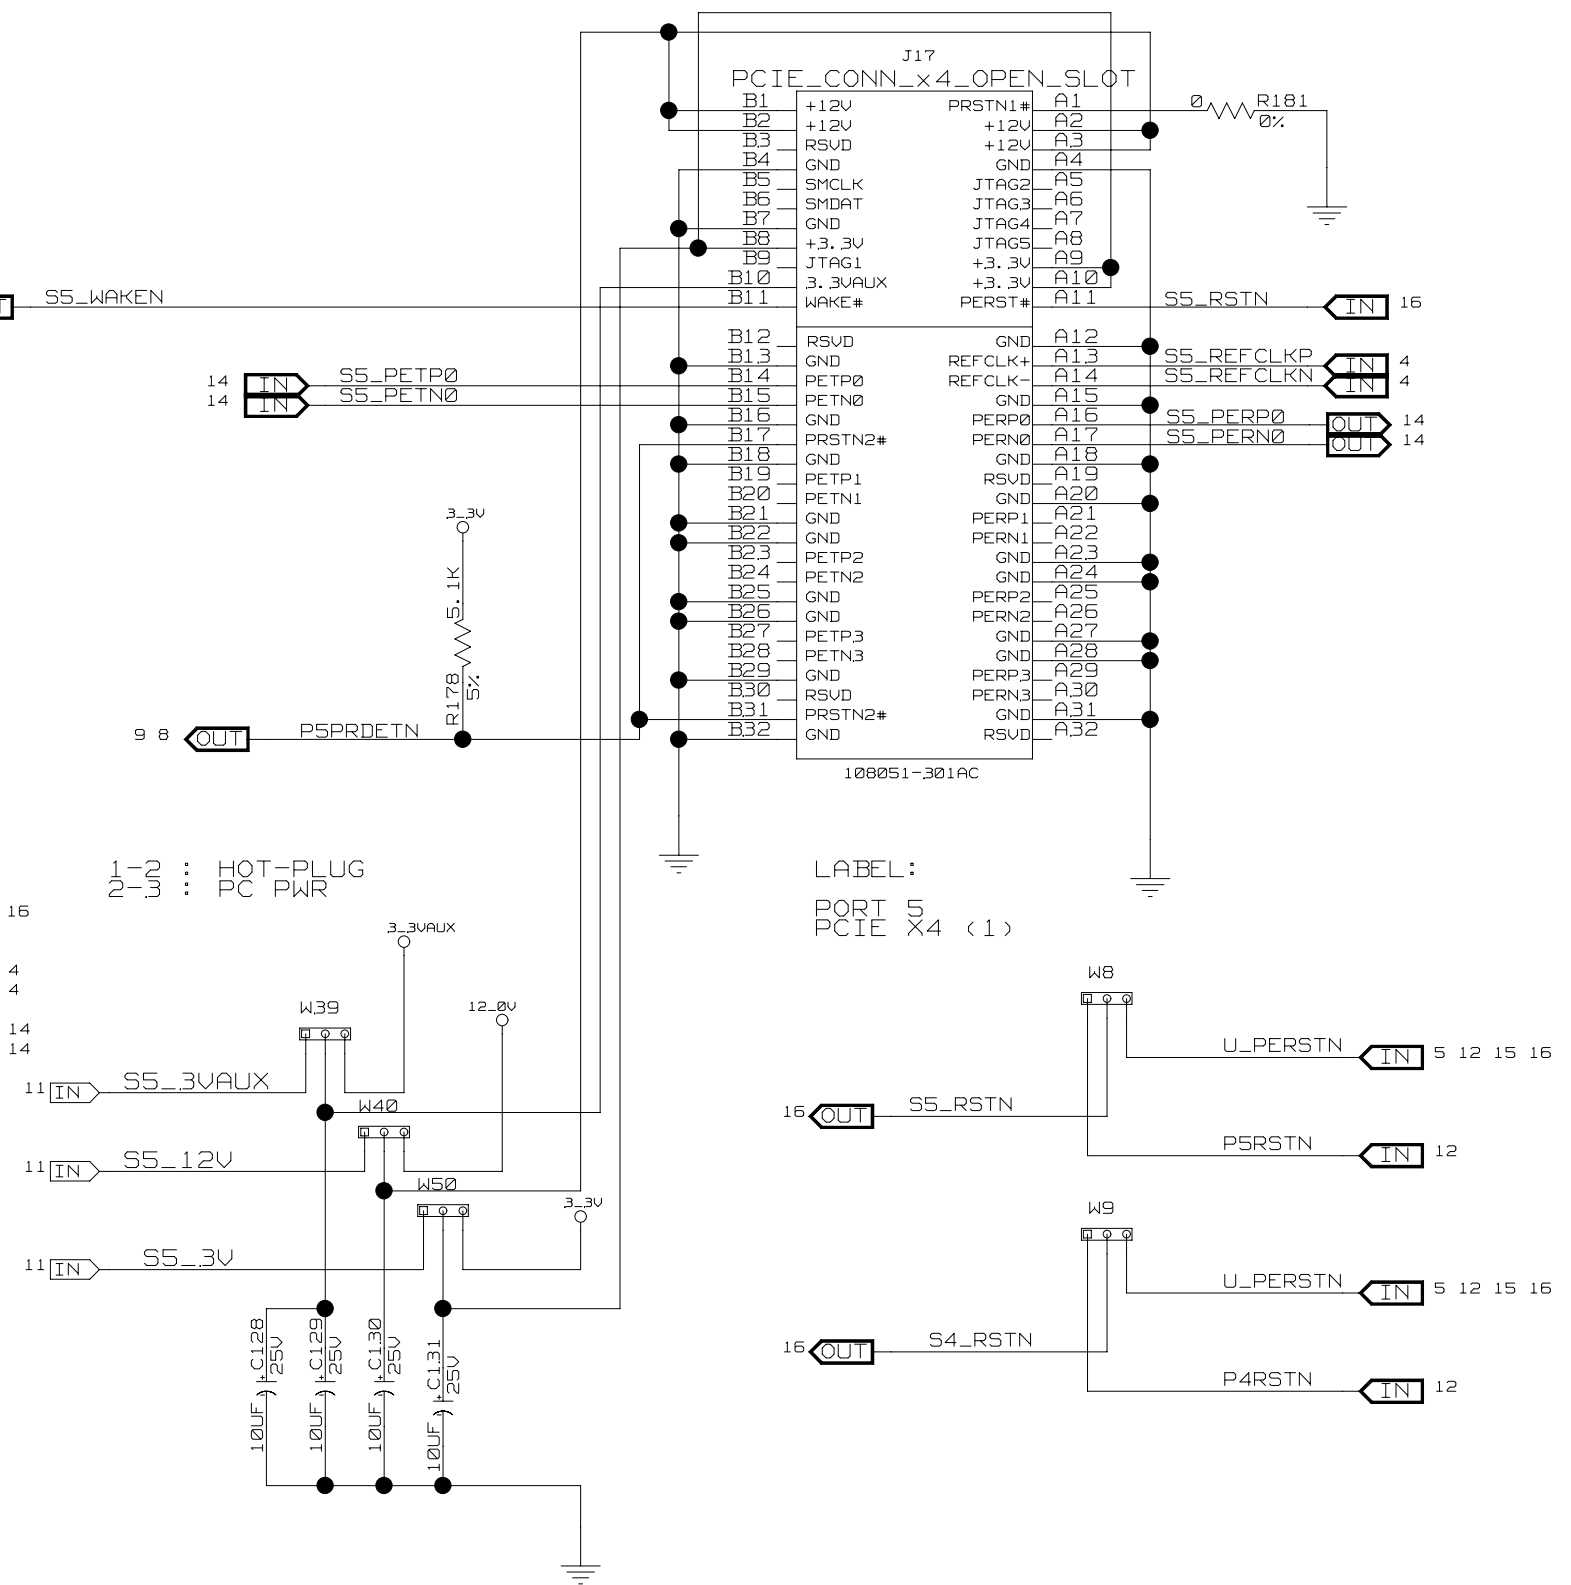 J17
PCIE_CONN_x4_OPEN_SLOT
B1 +12V PRSTN1# A1 0 R181
B2 +12V +12V A2 0%
B3 RSVD +12V A3
B4 GND GND A4
B5 SMCLK JTAG2 A5
B6 SMDAT JTAG3 A6
B7 GND JTAG4 A7
B8 +3.3V JTAG5 A8
B9 JTAG1 +3.3V A9
B10 3.3VAUX +3.3V A10
S5_WAKEN B11 WAKE# PERST# A11 S5_RSTN IN 16
B12 RSVD GND A12
B13 GND REFCLK+ A13 S5_REFCLKP IN 4
14 IN S5_PETP0 B14 PETP0 REFCLK- A14 S5_REFCLKN IN 4
14 IN S5_PETN0 B15 PETN0 GND A15
B16 GND PERP0 A16 S5_PERP0 OUT 14
B17 PRSTN2# PERN0 A17 S5_PERN0 OUT 14
B18 GND GND A18
B19 PETP1 RSVD A19
B20 PETN1 GND A20
B21 GND PERP1 A21
B22 GND PERN1 A22
B23 PETP2 GND A23
B24 PETN2 GND A24
B25 GND PERP2 A25
B26 GND PERN2 A26
B27 PETP3 GND A27
B28 PETN3 GND A28
B29 GND PERP3 A29
B30 RSVD PERN3 A30
B31 PRSTN2# GND A31
B32 GND RSVD A32
108051-301AC
3_3V
R178 5.1K
5%
9 8 OUT P5PRDETN
1-2 : HOT-PLUG
2-3 : PC PWR
LABEL:
PORT 5
PCIE X4 (1)
16
4
4
14
14
3_3VAUX
W39
12_0V
11 IN S5_3VAUX
W40
11 IN S5_12V
W50
3_3V
11 IN S5_3V
10UF + C128
25V
10UF + C129
25V
10UF + C130
25V
10UF + C131
25V
W8
U_PERSTN IN 5 12 15 16
16 OUT S5_RSTN
P5RSTN IN 12
W9
U_PERSTN IN 5 12 15 16
16 OUT S4_RSTN
P4RSTN IN 12